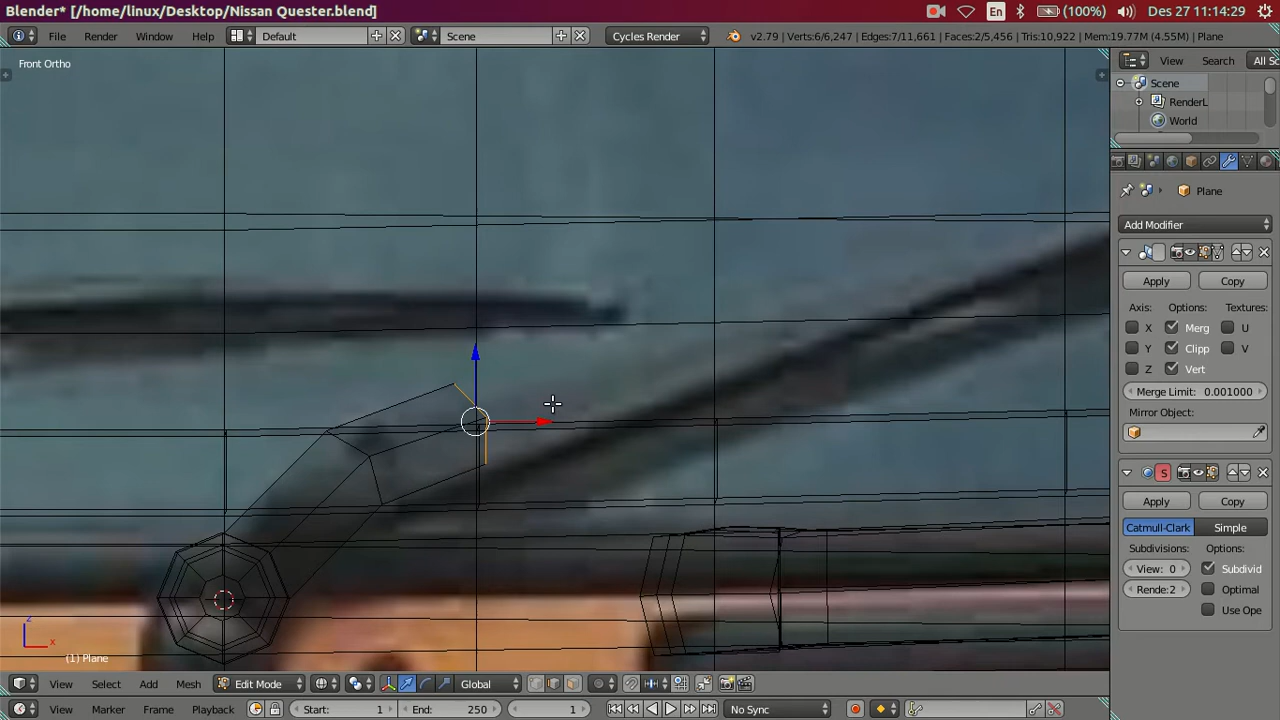 Blender* [/home/linux/Desktop/Nissan Quester.blend]
En (100%) Des 27 11:14:29
File Render Window Help Default Scene Cycles Render v2.79 | Verts:6/6,247 | Edges:7/11,661 | Faces:2/5,456 | Tris:10,922 | Mem:19.77M (4.55M) | Plane
View Search All Sc
Front Ortho
Scene
RenderL
World
Plane
Add Modifier
Apply Copy
Axis: Options: Textures:
X Merg U
Y Clipp V
Z Vert
Merge Limit: 0.001000
Mirror Object:
S
Apply Copy
Catmull-Clark Simple
Subdivisions: Options:
View: 0 Subdivid
Rende:2 Optimal
Use Ope
z
x
(1) Plane
View Select Add Mesh Edit Mode Global
View Marker Frame Playback Start: 1 End: 250 1 No Sync